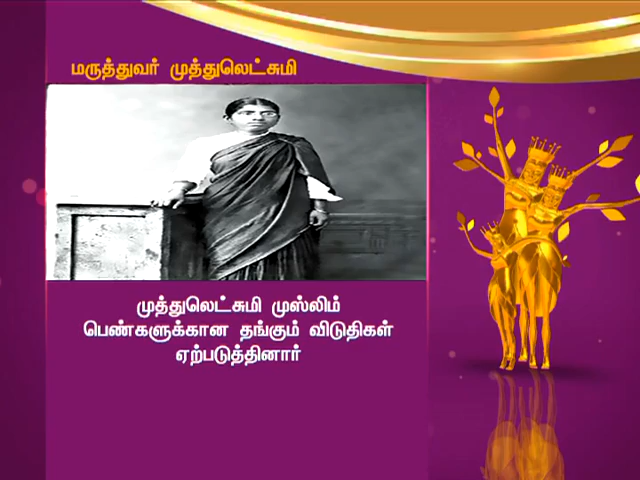 மருத்துவர் முத்துலெட்சுமி
முத்துலெட்சுமி முஸ்லிம்
பெண்களுக்கான தங்கும் விடுதிகள்
ஏற்படுத்தினார்